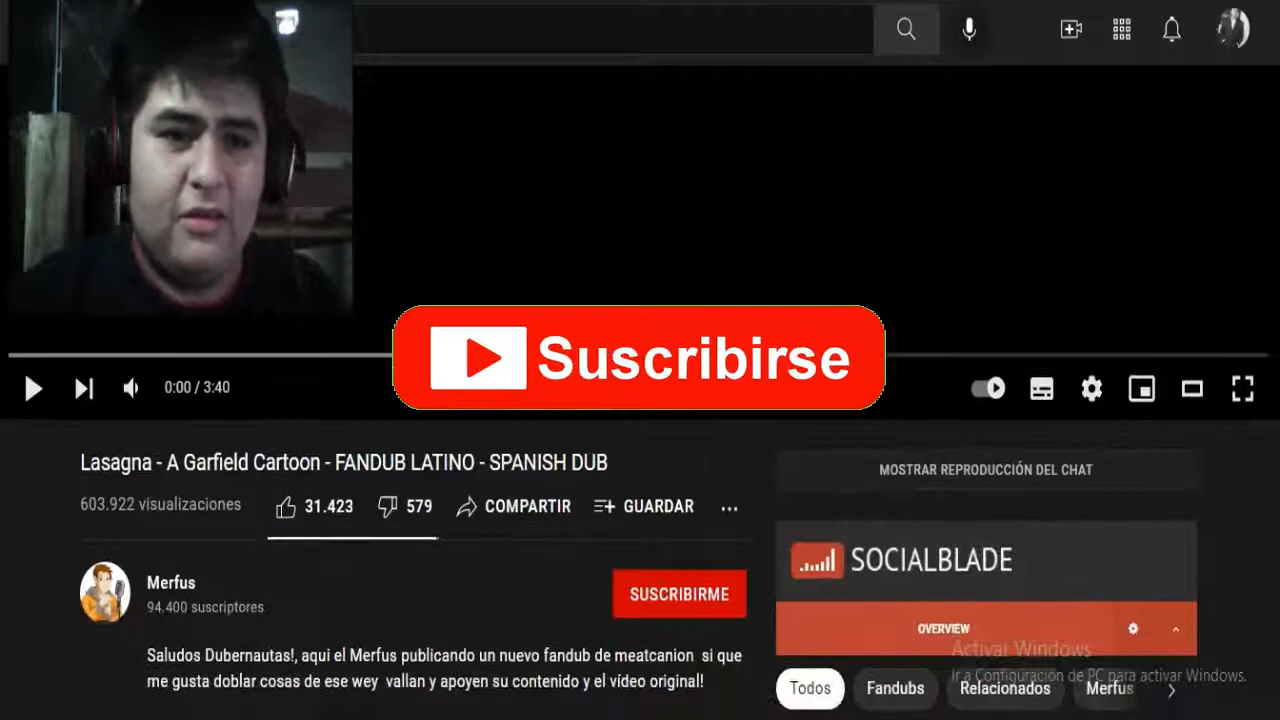 Suscribirse
0:00 / 3:40
Lasagna - A Garfield Cartoon - FANDUB LATINO - SPANISH DUB
603.922 visualizaciones
31.423
579
COMPARTIR
GUARDAR
Merfus
94.400 suscriptores
SUSCRIBIRME
Saludos Dubernautas!, aqui el Merfus publicando un nuevo fandub de meatcanion si que
me gusta doblar cosas de ese wey vallan y apoyen su contenido y el vídeo original!
MOSTRAR REPRODUCCIÓN DEL CHAT
SOCIALBLADE
OVERVIEW
Activar Windows
Ir a Configuración de PC para activar Windows.
Todos
Fandubs
Relacionados
Merfus